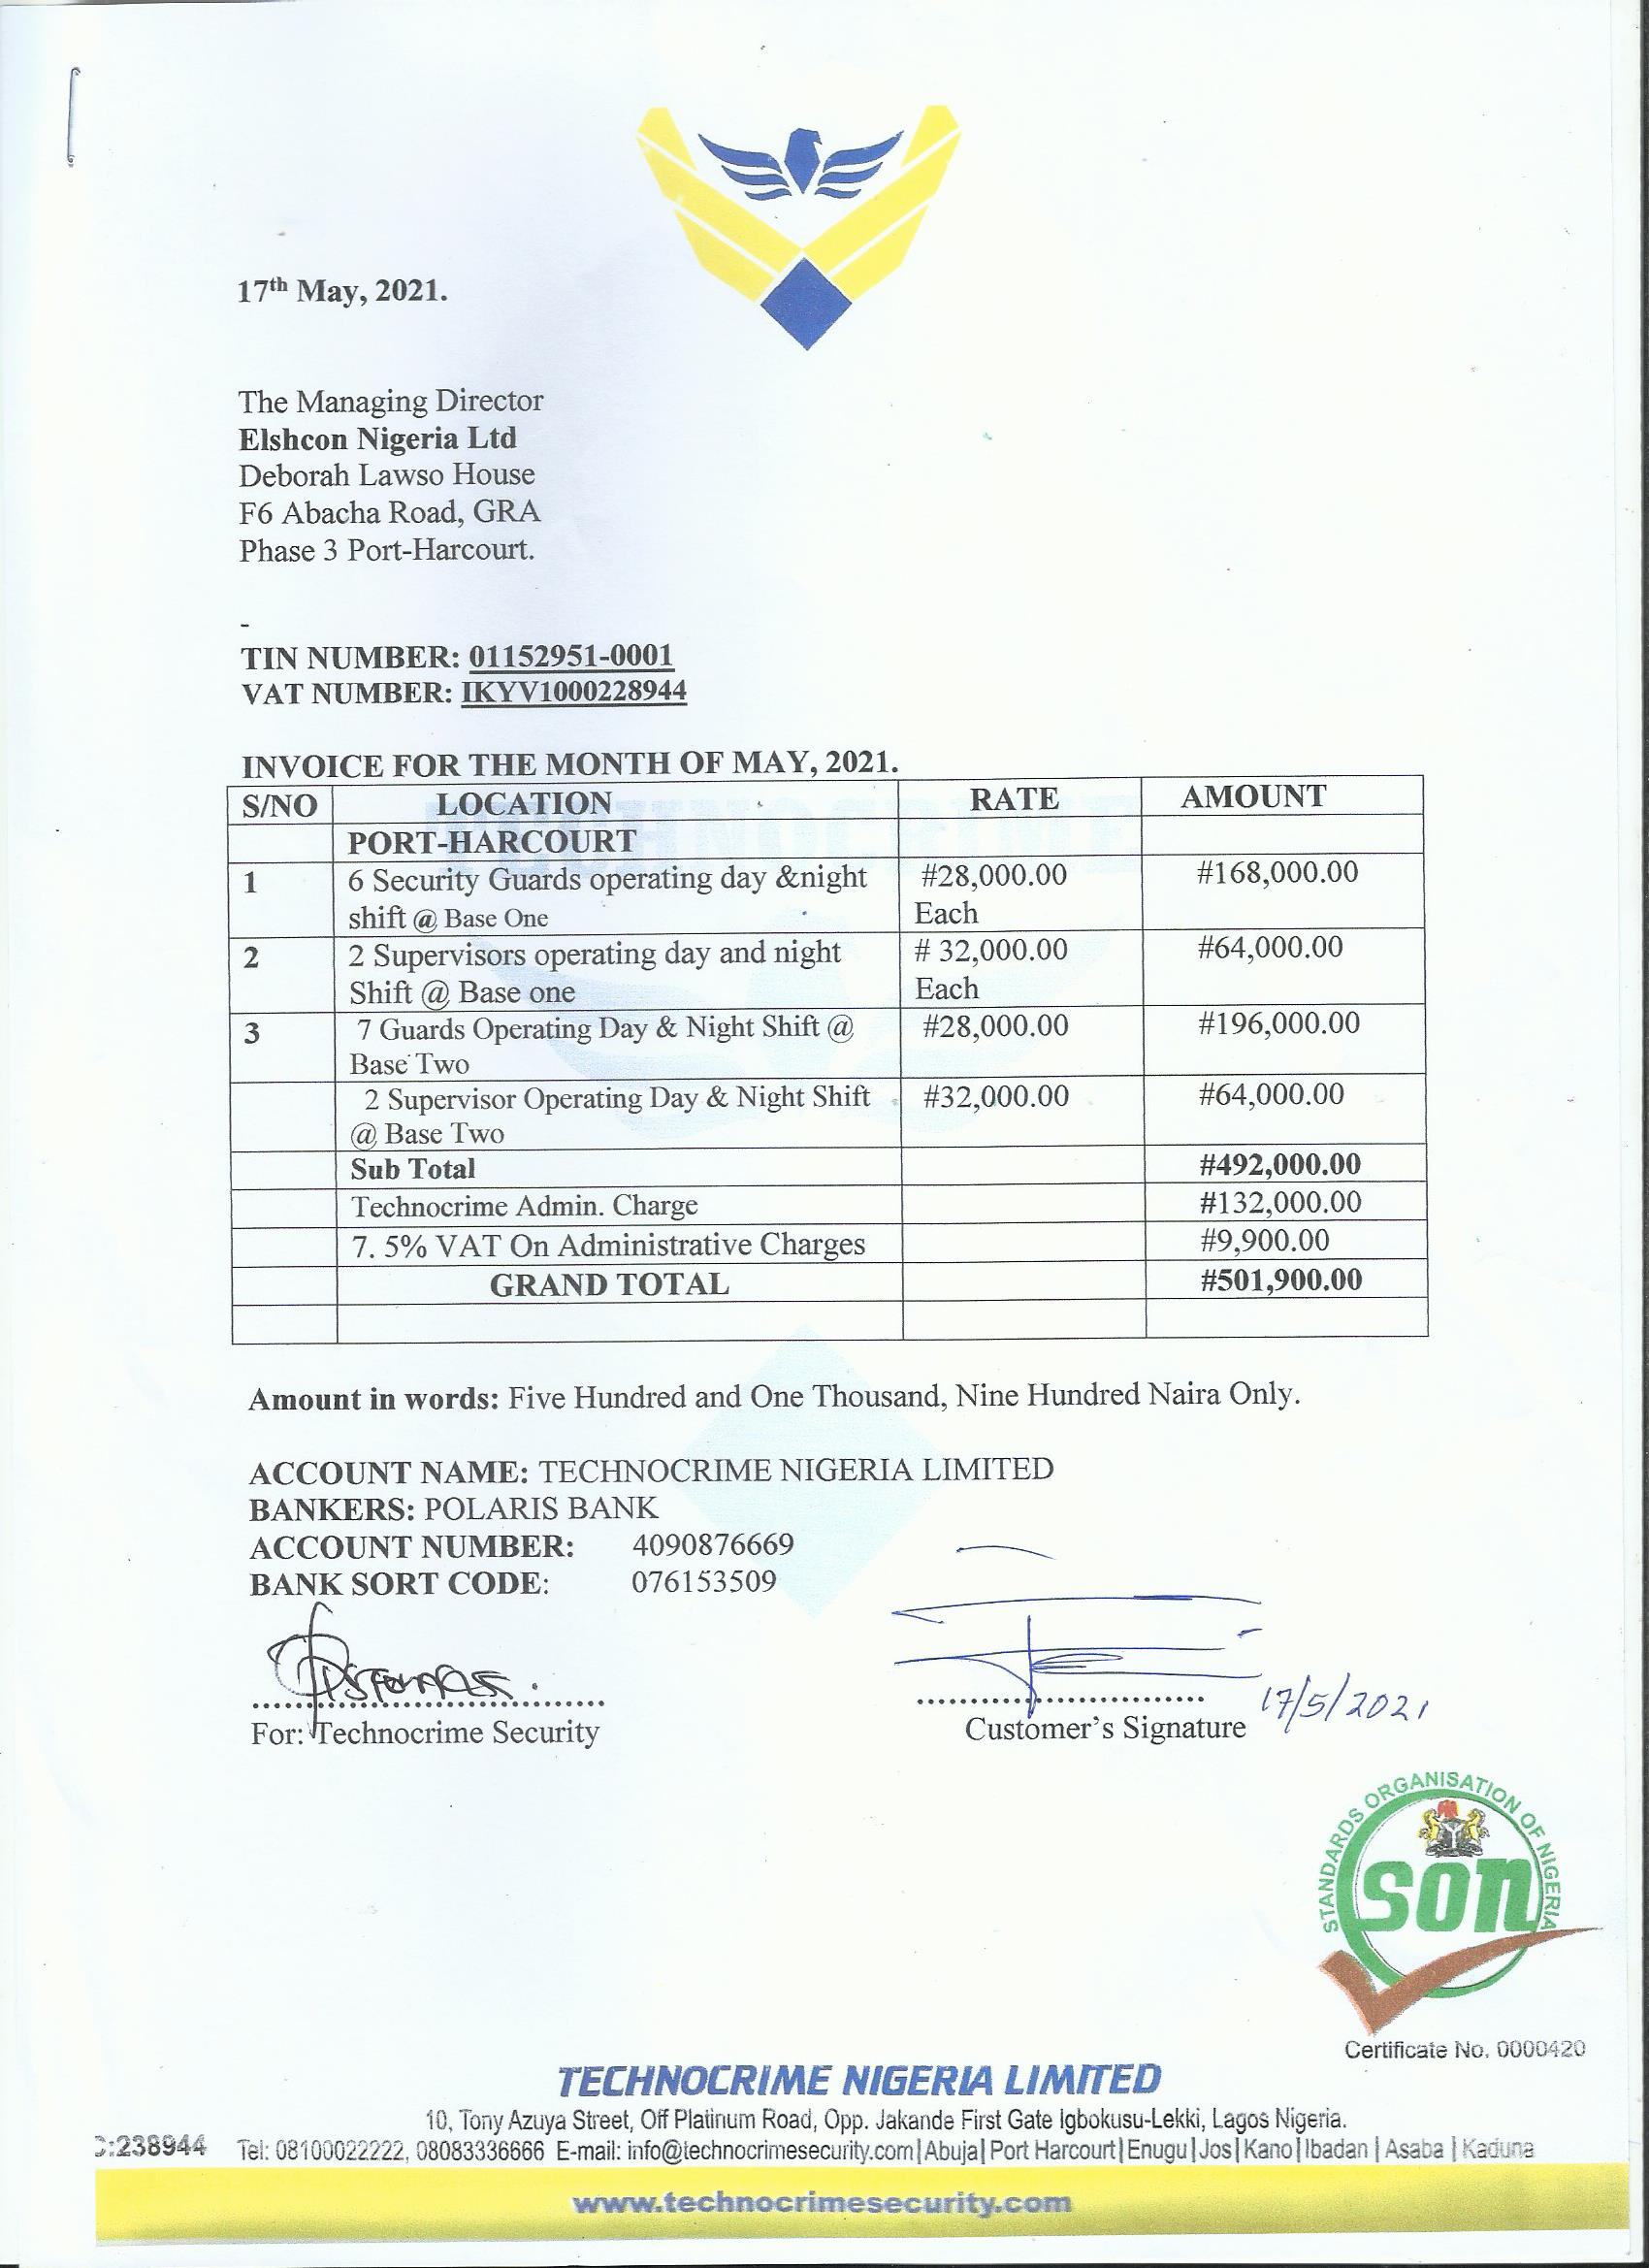 17th May, 2021.
The Managing Director
Elshcon Nigeria Ltd
Deborah Lawso House
F6 Abacha Road, GRA
Phase 3 Port-Harcourt.
-
TIN NUMBER: 01152951-0001
VAT NUMBER: IKYV1000228944
INVOICE FOR THE MONTH OF MAY, 2021.
S/NO LOCATION RATE AMOUNT
PORT-HARCOURT
1 6 Security Guards operating day &night #28,000.00 #168,000.00
shift @ Base One Each
2 2 Supervisors operating day and night # 32,000.00 #64,000.00
Shift @ Base one Each
3 7 Guards Operating Day & Night Shift @ #28,000.00 #196,000.00
Base Two
2 Supervisor Operating Day & Night Shift #32,000.00 #64,000.00
@ Base Two
Sub Total #492,000.00
Technocrime Admin. Charge #132,000.00
7. 5% VAT On Administrative Charges #9,900.00
GRAND TOTAL #501,900.00
Amount in words: Five Hundred and One Thousand, Nine Hundred Naira Only.
ACCOUNT NAME: TECHNOCRIME NIGERIA LIMITED
BANKERS: POLARIS BANK
ACCOUNT NUMBER: 4090876669
BANK SORT CODE: 076153509
For: Technocrime Security
Customer's Signature 17/5/2021
STANDARDS ORGANISATION OF NIGERIA
SON
Certificate No. 0000420
TECHNOCRIME NIGERIA LIMITED
10, Tony Azuya Street, Off Platinum Road, Opp. Jakande First Gate Igbokusu-Lekki, Lagos Nigeria.
:238944 Tel: 08100022222, 08083336666 E-mail: info@technocrimesecurity.com|Abuja|Port Harcourt|Enugu|Jos|Kano|Ibadan|Asaba|Kaduna
www.technocrimesecurity.com